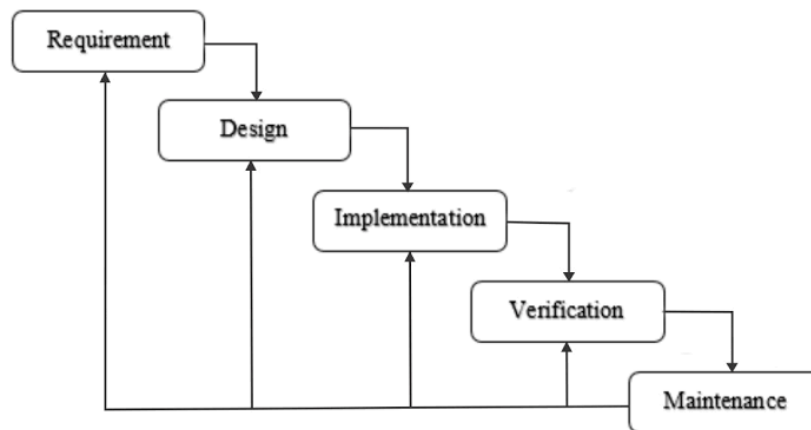 Requirement
Design
Implementation
Verification
Maintenance